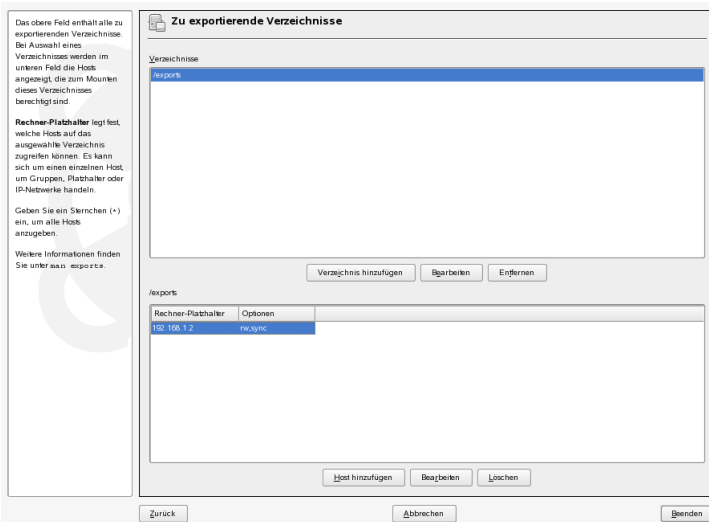 Das obere Feld enthält alle zu
exportierenden Verzeichnisse.
Bei Auswahl eines
Verzeichnisses werden im
unteren Feld die Hosts
angezeigt, die zum Mounten
dieses Verzeichnisses
berechtigt sind.
Rechner-Platzhalter legt fest,
welche Hosts auf das
ausgewählte Verzeichnis
zugreifen können. Es kann
sich um einen einzelnen Host,
um Gruppen, Platzhalter oder
IP-Netzwerke handeln.
Geben Sie ein Sternchen (*)
ein, um alle Hosts
anzugeben.
Weitere Informationen finden
Sie unter man exports.
Zu exportierende Verzeichnisse
Verzeichnisse
/exports
Verzeichnis hinzufügen Bearbeiten Entfernen
/exports
Rechner-Platzhalter Optionen
192.168.1.2 rw,sync
Host hinzufügen Bearbeiten Löschen
Zurück Abbrechen Beenden